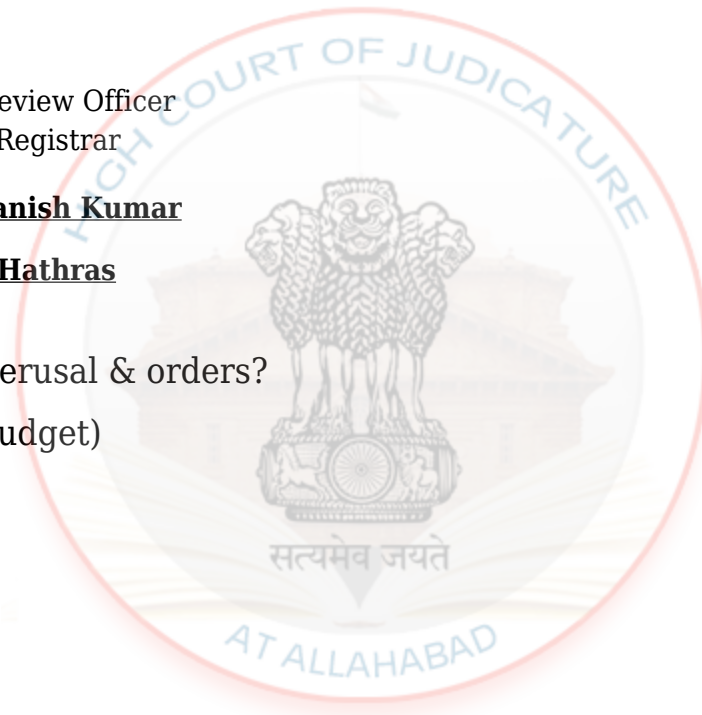 HIGH COURT OF JUDICATURE
eview Officer
Registrar
anish Kumar
Hathras
erusal & orders?
udget)
सत्यमेव जयते
AT ALLAHABAD